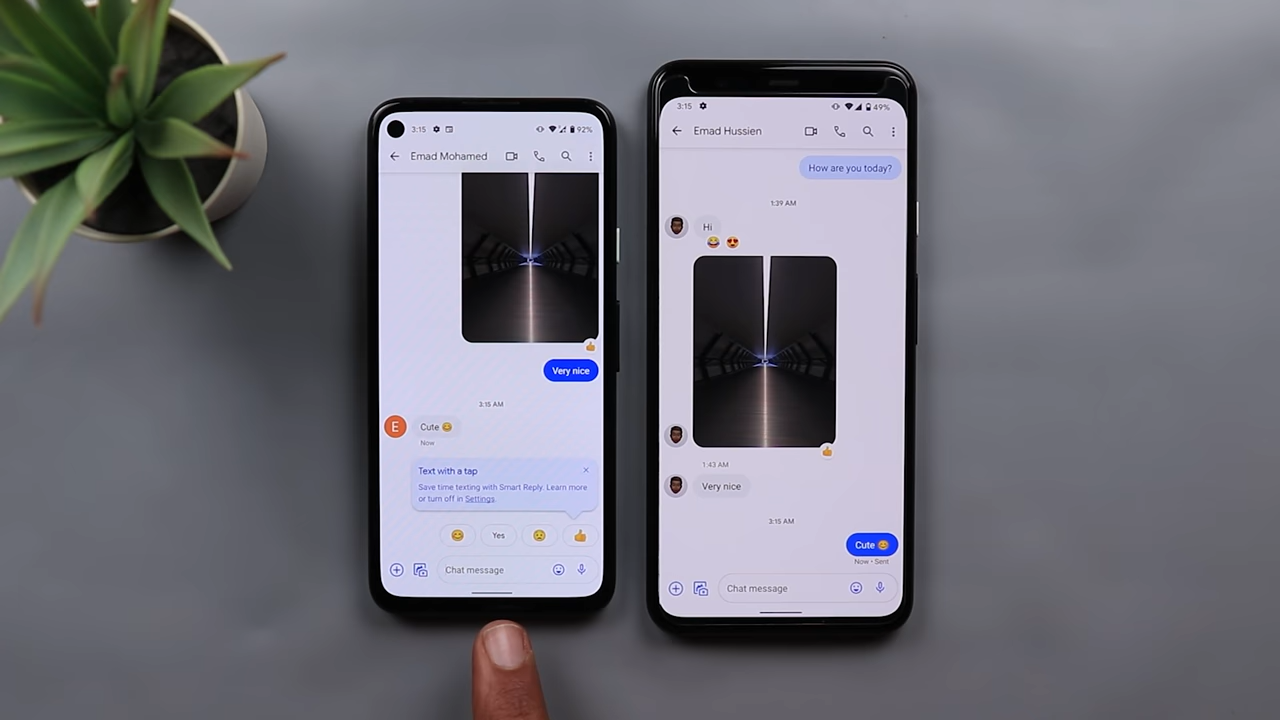 3:15
92%
Emad Mohamed
Very nice
3:15 AM
E
Cute 😊
Now
Text with a tap
Save time texting with Smart Reply. Learn more
or turn off in Settings.
😊
Yes
😟
👍
Chat message
3:15
49%
Emad Hussien
How are you today?
1:39 AM
Hi
😂 😍
👍
1:43 AM
Very nice
3:15 AM
Cute 😊
Now • Sent
Chat message